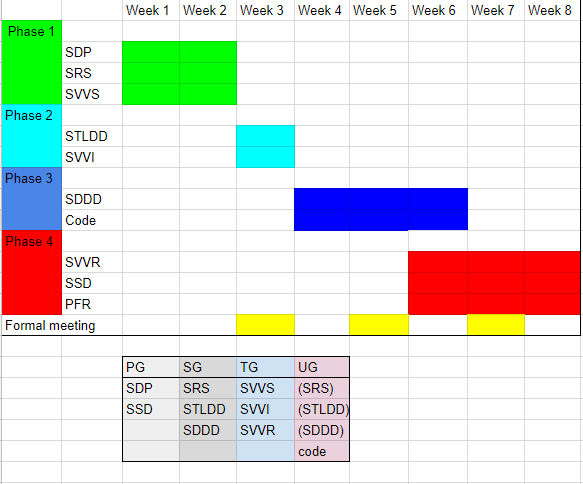 Week 1 Week 2 Week 3 Week 4 Week 5 Week 6 Week 7 Week 8
Phase 1
SDP
SRS
SVVS
Phase 2
STLDD
SVVI
Phase 3
SDDD
Code
Phase 4
SVVR
SSD
PFR
Formal meeting
PG SG TG UG
SDP SRS SVVS (SRS)
SSD STLDD SVVI (STLDD)
SDDD SVVR (SDDD)
code